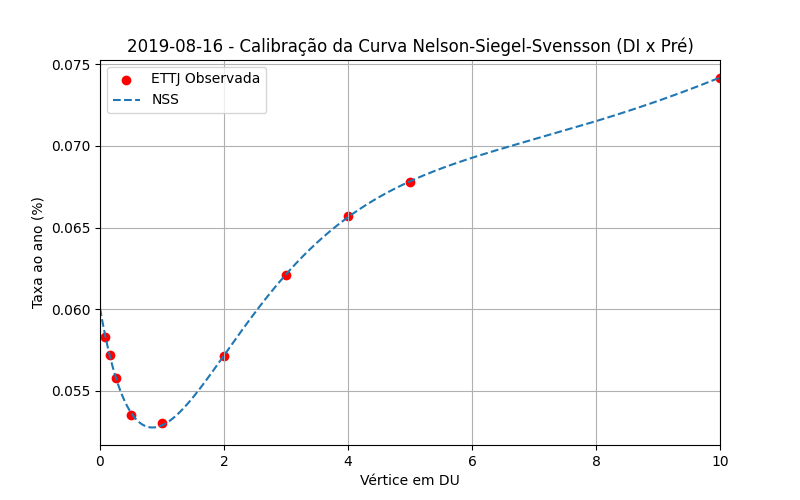 2019-08-16 - Calibração da Curva Nelson-Siegel-Svensson (DI x Pré)
ETTJ Observada
NSS
Taxa ao ano (%)
0.075
0.070
0.065
0.060
0.055
0 2 4 6 8 10
Vértice em DU